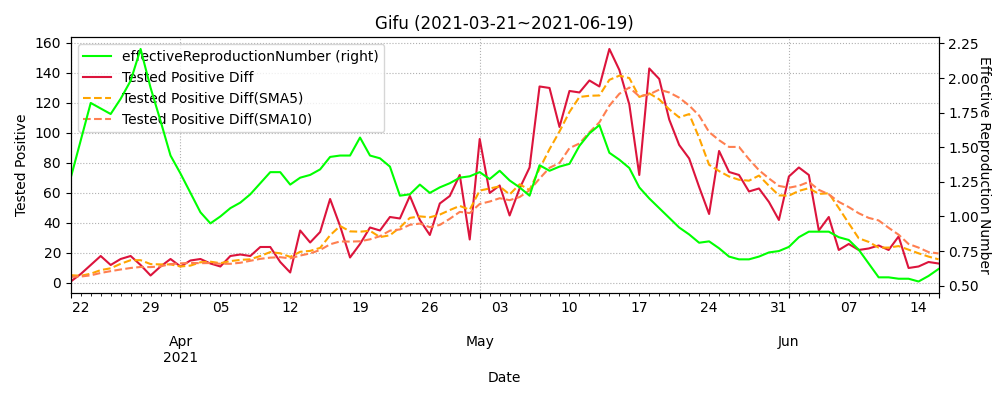 Gifu (2021-03-21~2021-06-19)
effectiveReproductionNumber (right)
Tested Positive Diff
Tested Positive Diff(SMA5)
Tested Positive Diff(SMA10)
Tested Positive
160
140
120
100
80
60
40
20
0
2.25
2.00
1.75
1.50
1.25
1.00
0.75
0.50
Effective Reproduction Number
22 29 05 12 19 26 03 10 17 24 31 07 14
Apr May Jun
2021
Date